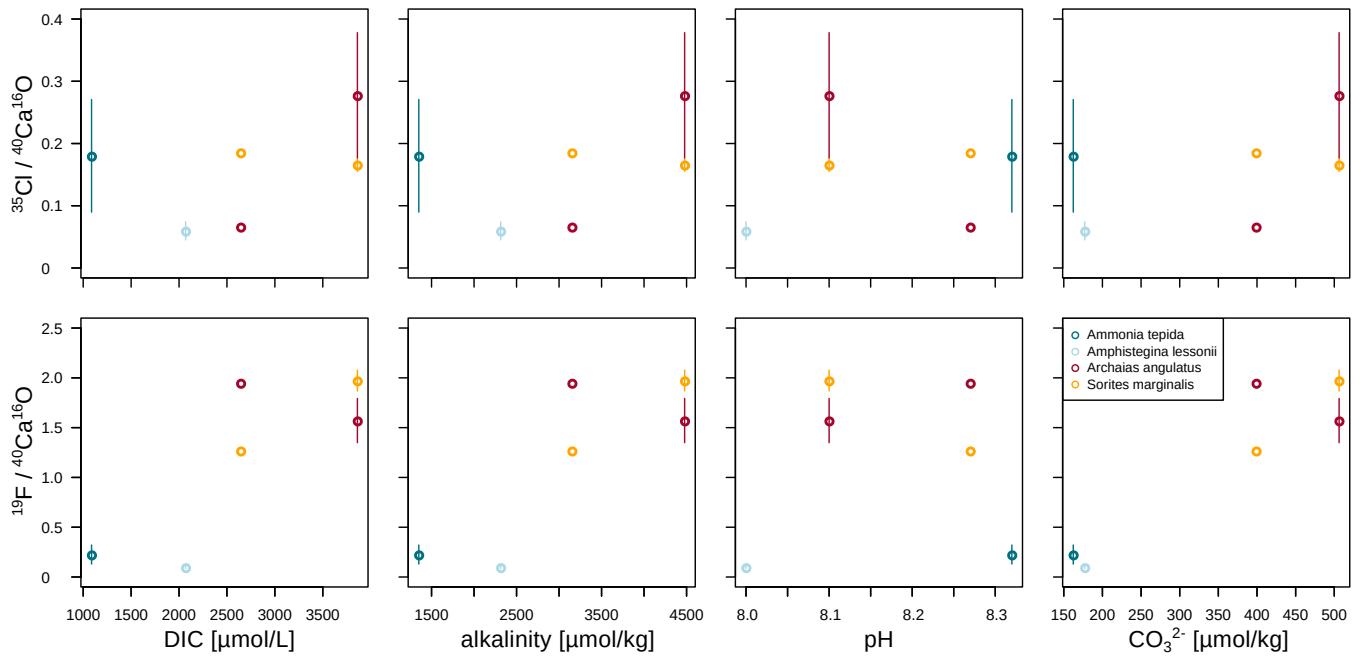 0.4
0.3
0.2
0.1
0
³⁵Cl / ⁴⁰Ca¹⁶O
2.5
2.0
1.5
1.0
0.5
0
¹⁹F / ⁴⁰Ca¹⁶O
Ammonia tepida
Amphistegina lessonii
Archaias angulatus
Sorites marginalis
1000 1500 2000 2500 3000 3500
DIC [µmol/L]
1500 2500 3500 4500
alkalinity [µmol/kg]
8.0 8.1 8.2 8.3
pH
150 200 250 300 350 400 450 500
CO₃²⁻ [µmol/kg]